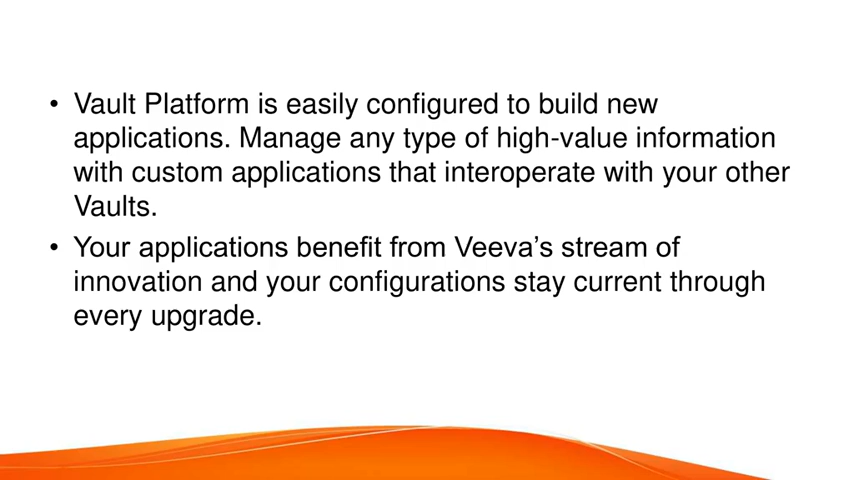 • Vault Platform is easily configured to build new
applications. Manage any type of high-value information
with custom applications that interoperate with your other
Vaults.
• Your applications benefit from Veeva’s stream of
innovation and your configurations stay current through
every upgrade.